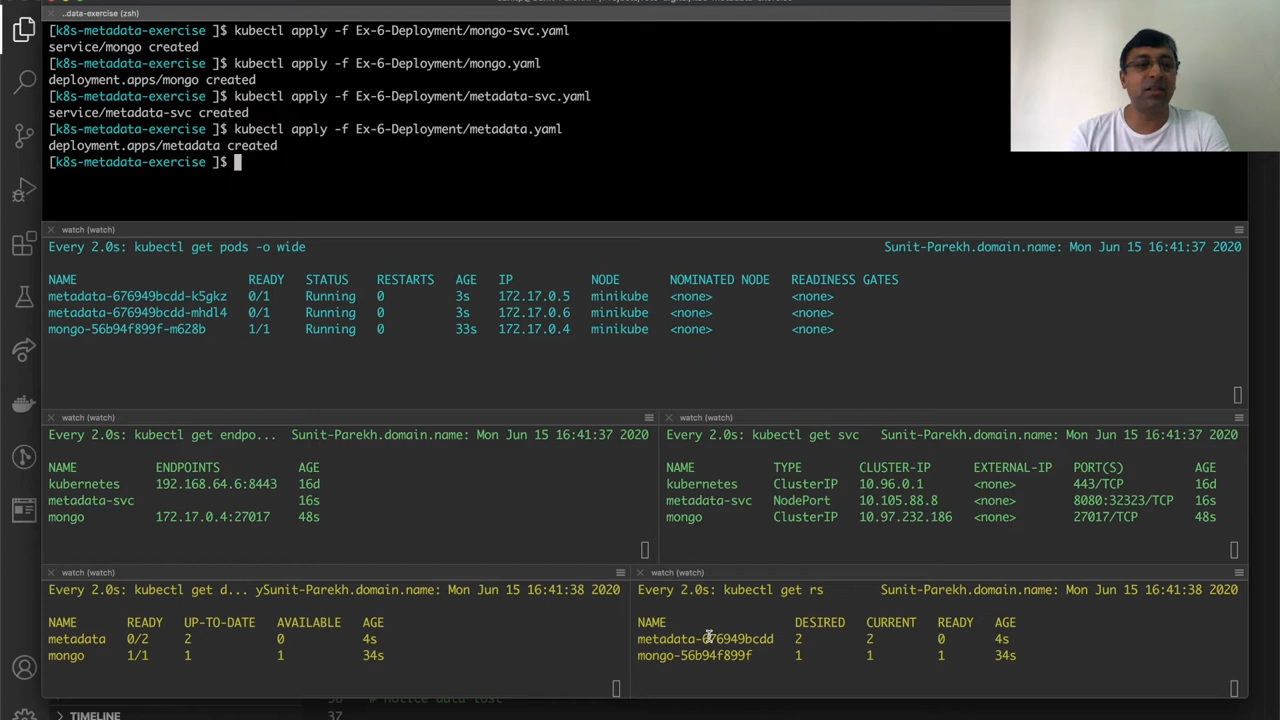 ..data-exercise (zsh)
[k8s-metadata-exercise ]$ kubectl apply -f Ex-6-Deployment/mongo-svc.yaml
service/mongo created
[k8s-metadata-exercise ]$ kubectl apply -f Ex-6-Deployment/mongo.yaml
deployment.apps/mongo created
[k8s-metadata-exercise ]$ kubectl apply -f Ex-6-Deployment/metadata-svc.yaml
service/metadata-svc created
[k8s-metadata-exercise ]$ kubectl apply -f Ex-6-Deployment/metadata.yaml
deployment.apps/metadata created
[k8s-metadata-exercise ]$
watch (watch)
Every 2.0s: kubectl get pods -o wide Sunit-Parekh.domain.name: Mon Jun 15 16:41:37 2020
NAME READY STATUS RESTARTS AGE IP NODE NOMINATED NODE READINESS GATES
metadata-676949bcdd-k5gkz 0/1 Running 0 3s 172.17.0.5 minikube <none> <none>
metadata-676949bcdd-mhdl4 0/1 Running 0 3s 172.17.0.6 minikube <none> <none>
mongo-56b94f899f-m628b 1/1 Running 0 33s 172.17.0.4 minikube <none> <none>
watch (watch)
Every 2.0s: kubectl get endpo... Sunit-Parekh.domain.name: Mon Jun 15 16:41:37 2020
NAME ENDPOINTS AGE
kubernetes 192.168.64.6:8443 16d
metadata-svc 16s
mongo 172.17.0.4:27017 48s
watch (watch)
Every 2.0s: kubectl get svc Sunit-Parekh.domain.name: Mon Jun 15 16:41:37 2020
NAME TYPE CLUSTER-IP EXTERNAL-IP PORT(S) AGE
kubernetes ClusterIP 10.96.0.1 <none> 443/TCP 16d
metadata-svc NodePort 10.105.88.8 <none> 8080:32323/TCP 16s
mongo ClusterIP 10.97.232.186 <none> 27017/TCP 48s
watch (watch)
Every 2.0s: kubectl get d... ySunit-Parekh.domain.name: Mon Jun 15 16:41:38 2020
NAME READY UP-TO-DATE AVAILABLE AGE
metadata 0/2 2 0 4s
mongo 1/1 1 1 34s
watch (watch)
Every 2.0s: kubectl get rs Sunit-Parekh.domain.name: Mon Jun 15 16:41:38 2020
NAME DESIRED CURRENT READY AGE
metadata-676949bcdd 2 2 0 4s
mongo-56b94f899f 1 1 1 34s
TIMELINE
# notice data lost
37